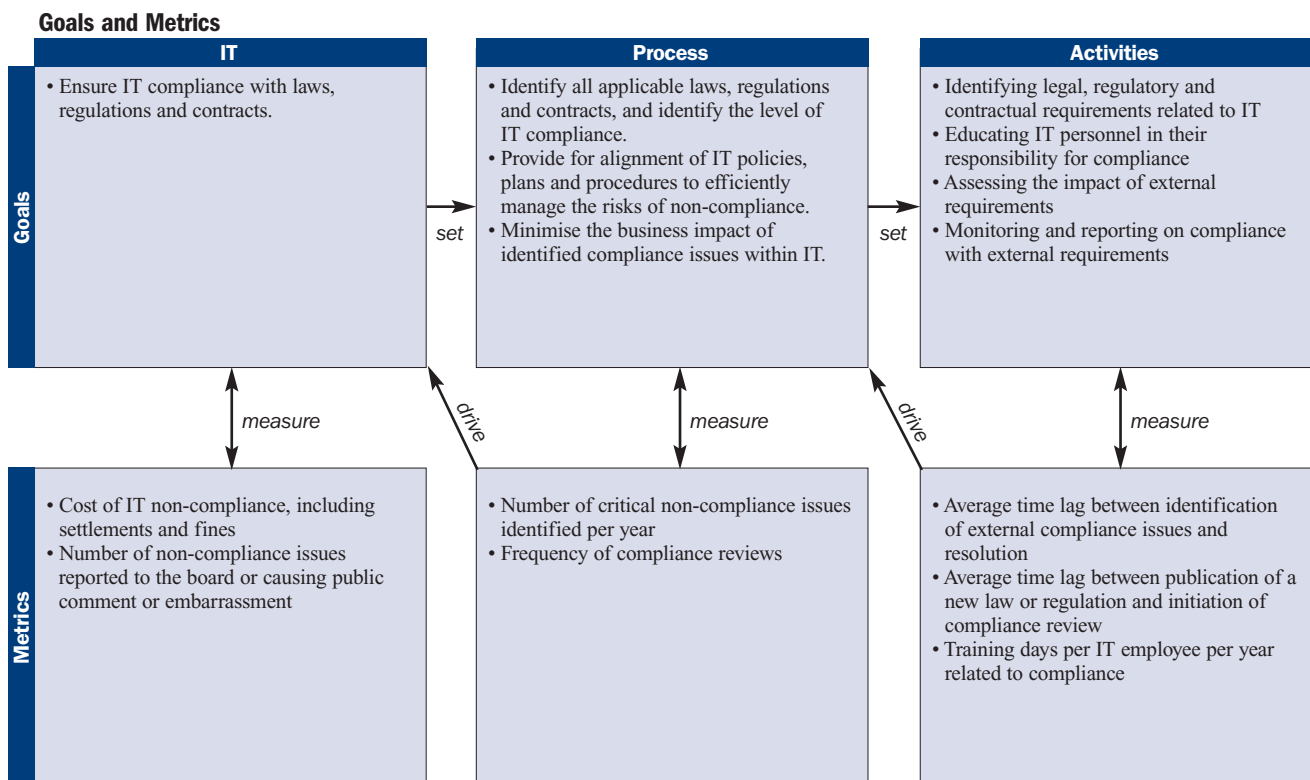 Goals and Metrics
IT
Process
Activities
Goals
• Ensure IT compliance with laws,
regulations and contracts.
set
• Identify all applicable laws, regulations
and contracts, and identify the level of
IT compliance.
• Provide for alignment of IT policies,
plans and procedures to efficiently
manage the risks of non-compliance.
• Minimise the business impact of
identified compliance issues within IT.
set
• Identifying legal, regulatory and
contractual requirements related to IT
• Educating IT personnel in their
responsibility for compliance
• Assessing the impact of external
requirements
• Monitoring and reporting on compliance
with external requirements
measure
drive
measure
drive
measure
Metrics
• Cost of IT non-compliance, including
settlements and fines
• Number of non-compliance issues
reported to the board or causing public
comment or embarrassment
• Number of critical non-compliance issues
identified per year
• Frequency of compliance reviews
• Average time lag between identification
of external compliance issues and
resolution
• Average time lag between publication of a
new law or regulation and initiation of
compliance review
• Training days per IT employee per year
related to compliance